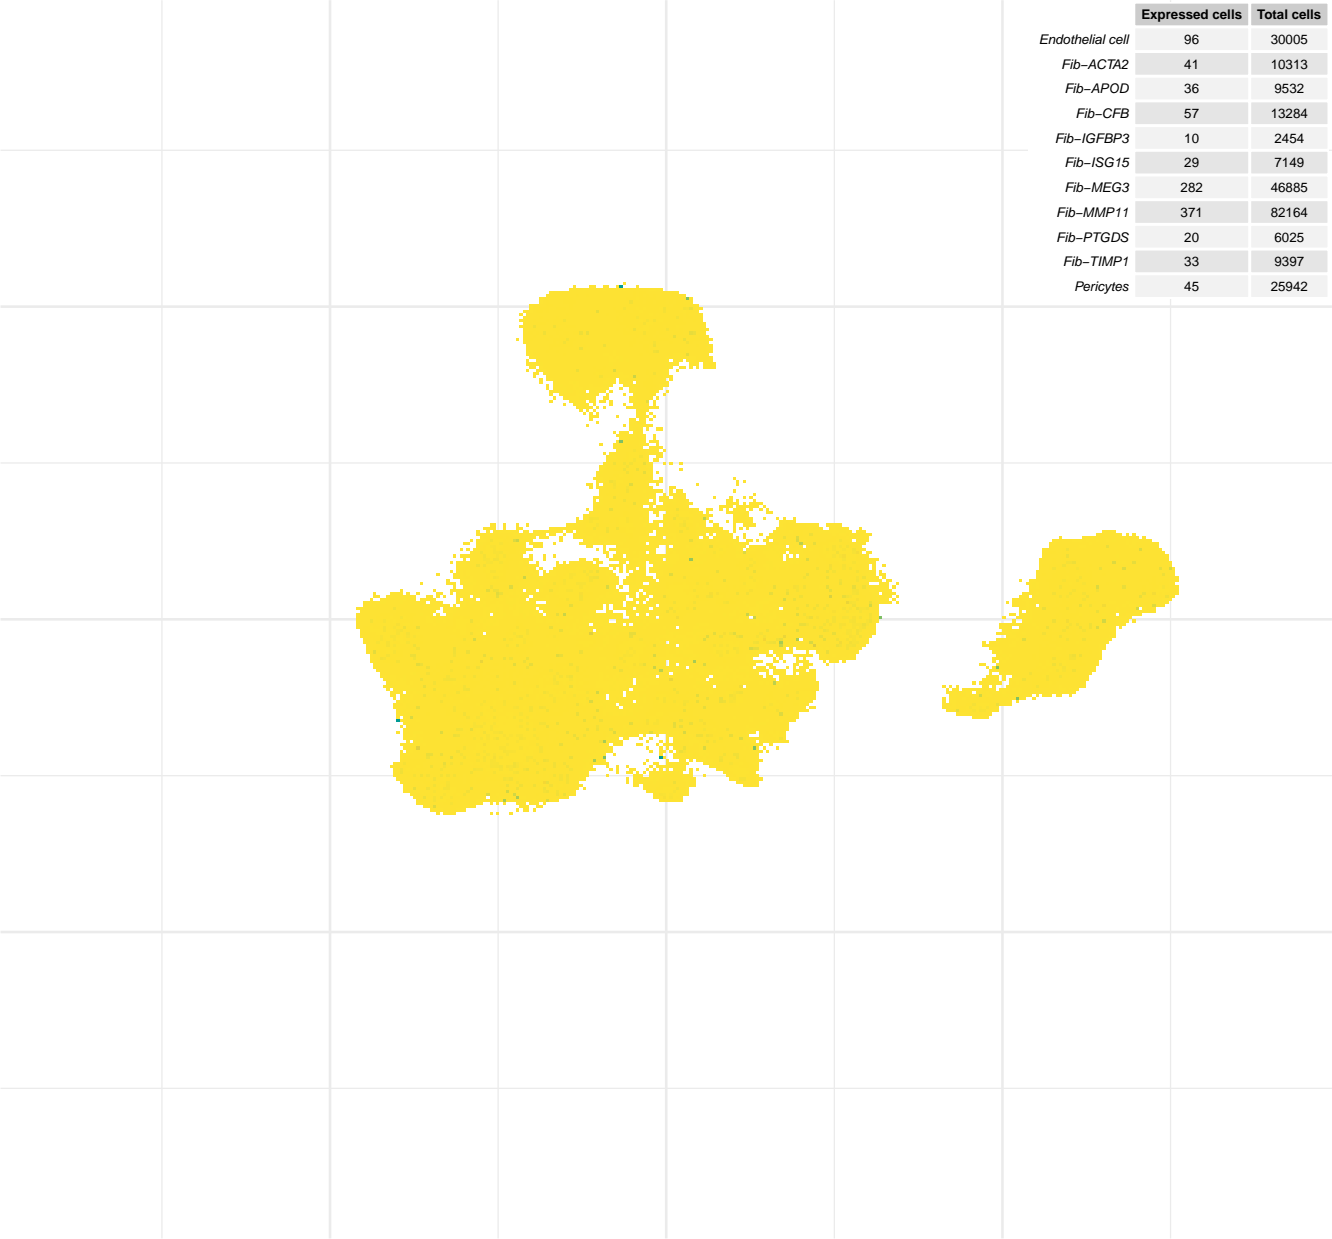 Expressed cells Total cells
Endothelial cell 96 30005
Fib−ACTA2 41 10313
Fib−APOD 36 9532
Fib−CFB 57 13284
Fib−IGFBP3 10 2454
Fib−ISG15 29 7149
Fib−MEG3 282 46885
Fib−MMP11 371 82164
Fib−PTGDS 20 6025
Fib−TIMP1 33 9397
Pericytes 45 25942